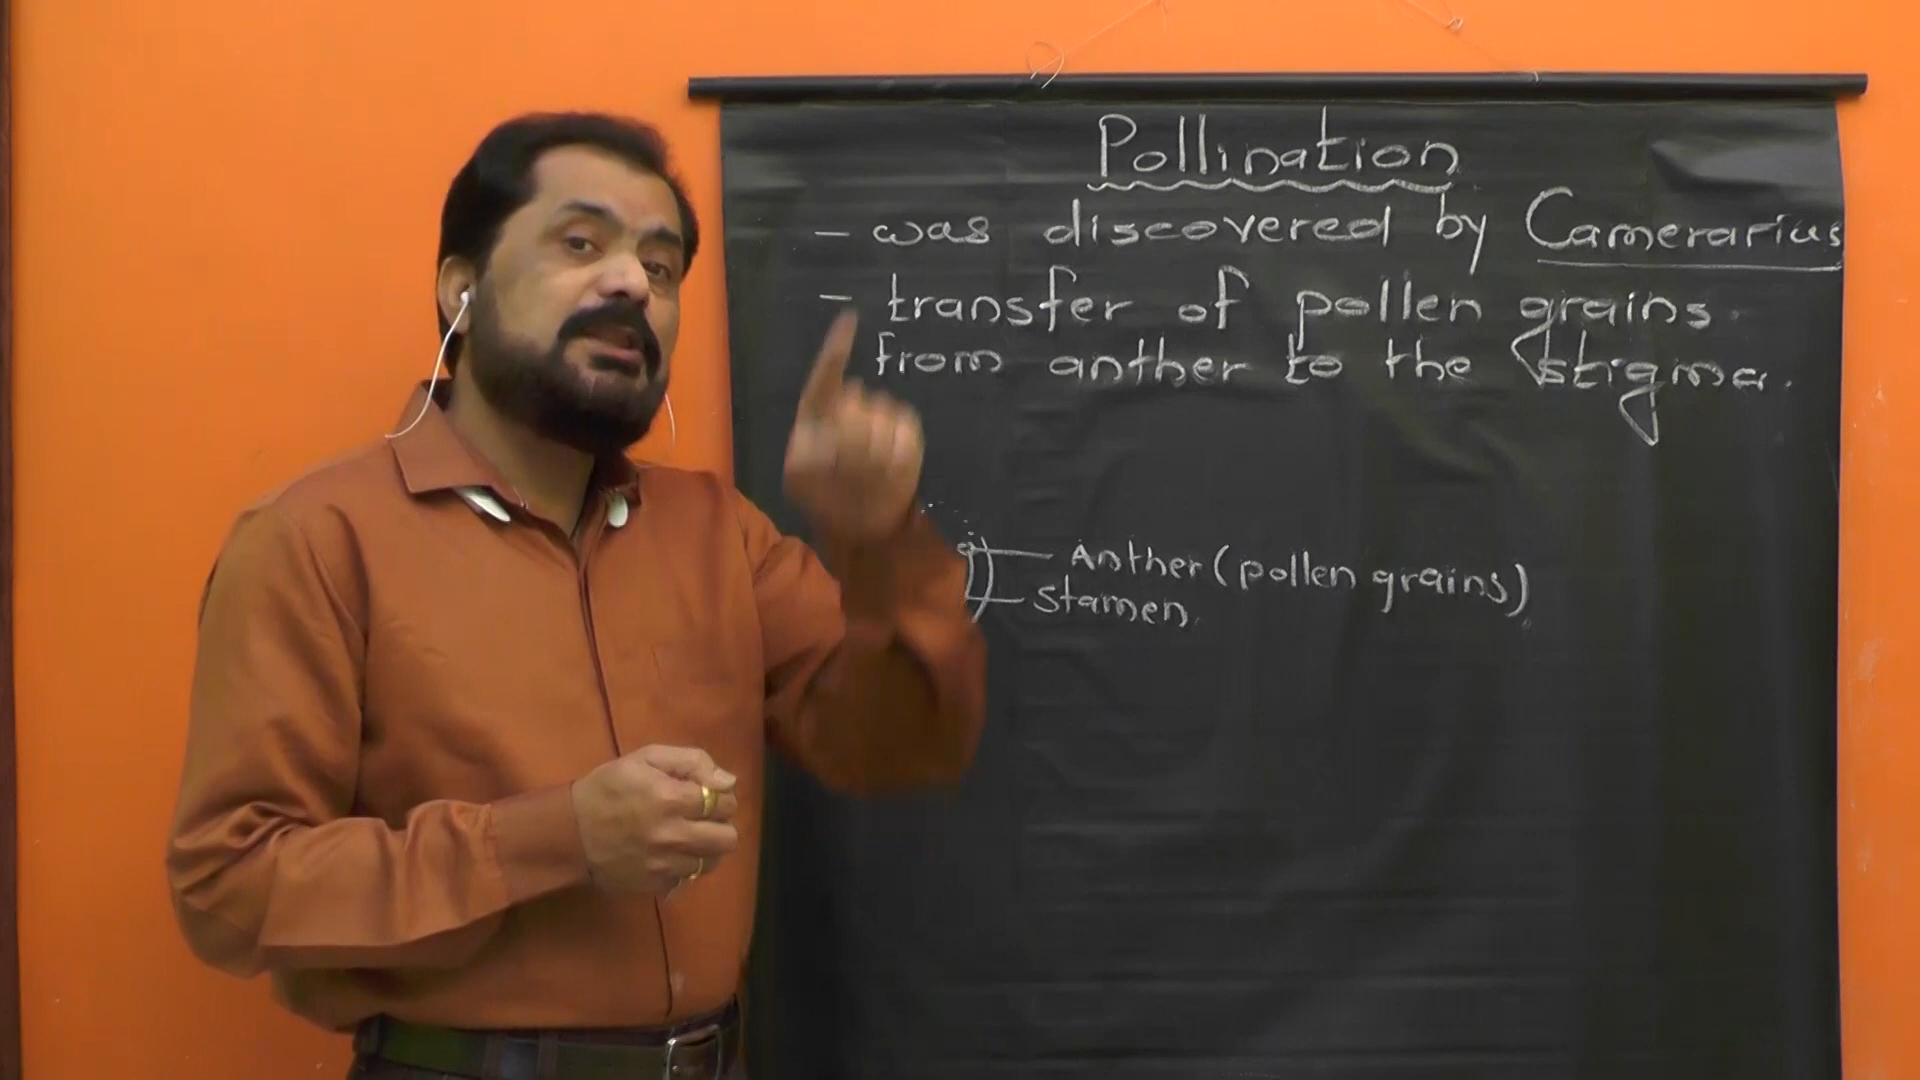 Pollination
- was discovered by Camerarius
- transfer of pollen grains.
from anther to the stigma.
Anther (pollen grains)
Stamen.